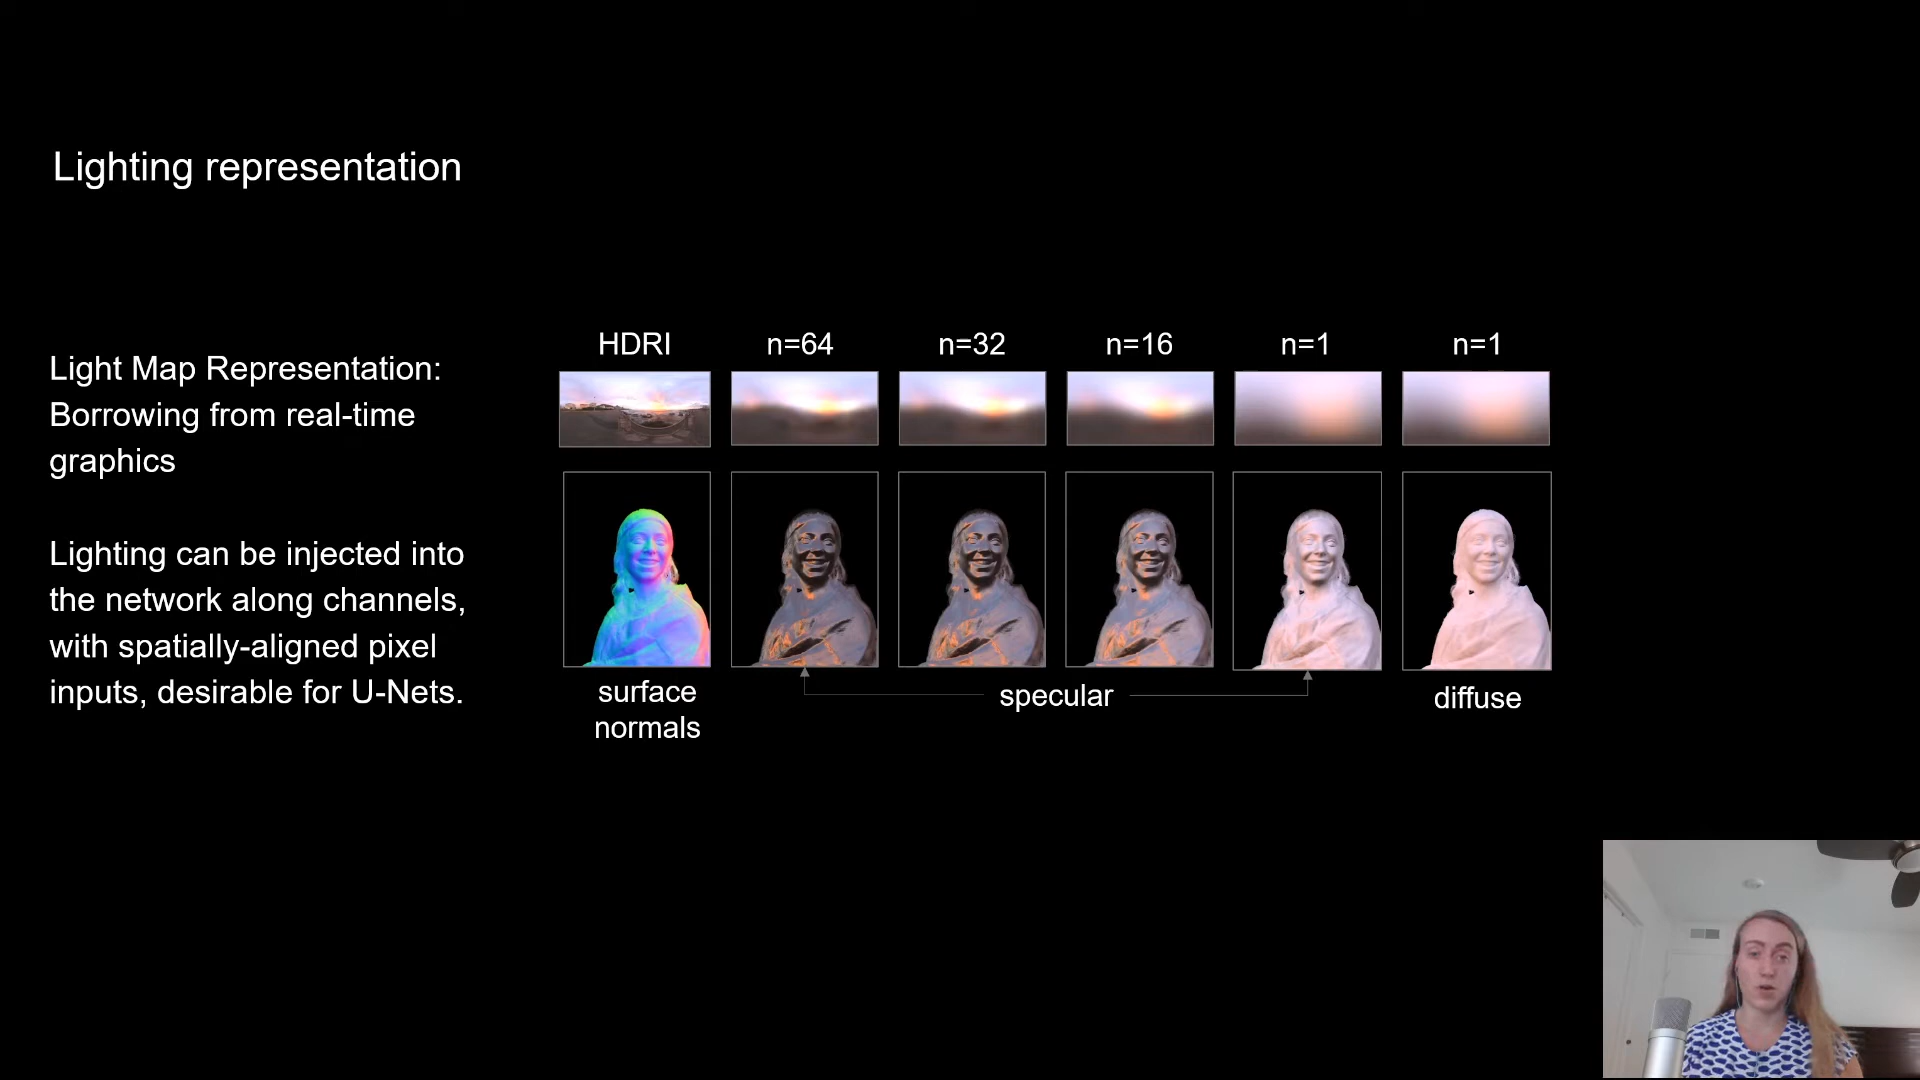 Lighting representation
Light Map Representation:
Borrowing from real-time
graphics
Lighting can be injected into
the network along channels,
with spatially-aligned pixel
inputs, desirable for U-Nets.
HDRI n=64 n=32 n=16 n=1 n=1
surface
normals
specular
diffuse